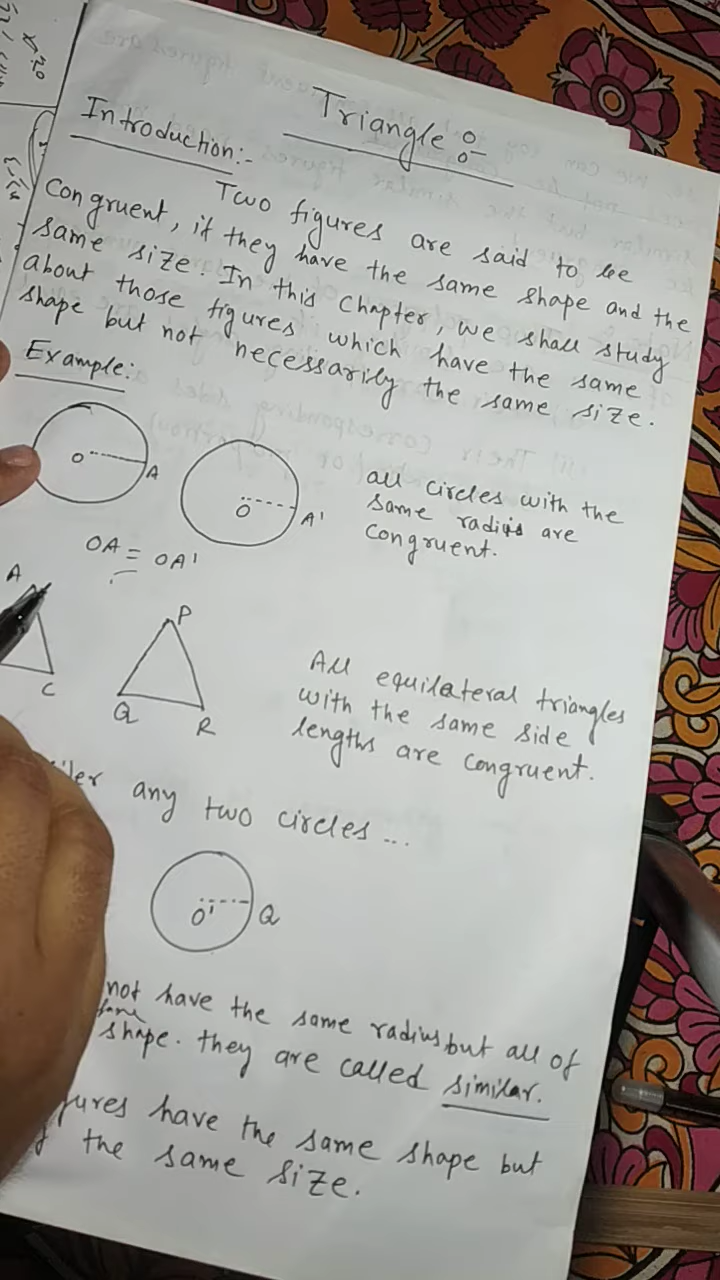 Triangle :-
Introduction:-
Two figures are said to be
congruent, if they have the same shape and the
same size. In this chapter, we shall study
about those figures which have the same
shape but not necessarily the same size.
Example:
O A
O A'
all circles with the
same radius are
congruent.
OA = OA'
A
C
P
Q R
All equilateral triangles
with the same side
lengths are congruent.
any two circles...
O' Q
not have the same radius but all of
same
shape. they are called similar.
have the same shape but
the same size.